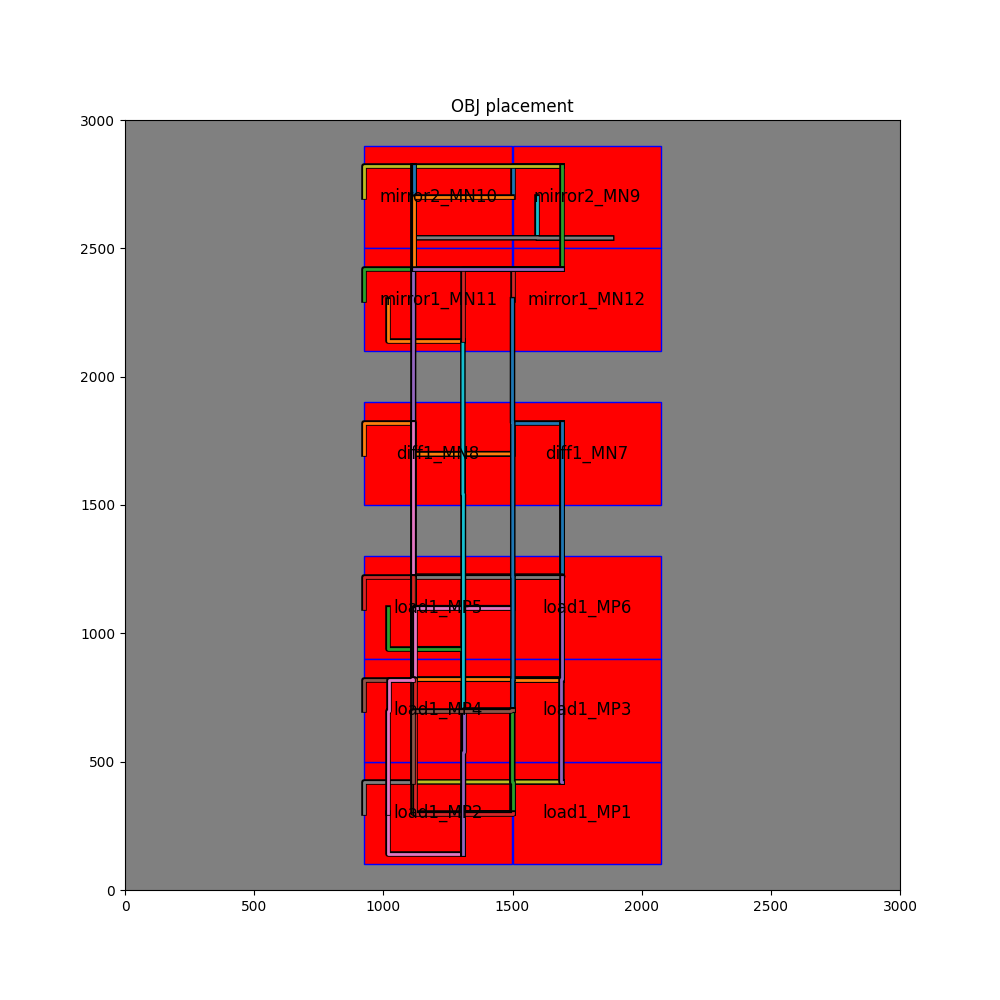 OBJ placement
3000
mirror2_MN10 mirror2_MN9
2500
mirror1_MN11 mirror1_MN12
2000
diff1_MN8 diff1_MN7
1500
load1_MP5 load1_MP6
1000
load1_MP4 load1_MP3
500
load1_MP2 load1_MP1
0
0 500 1000 1500 2000 2500 3000